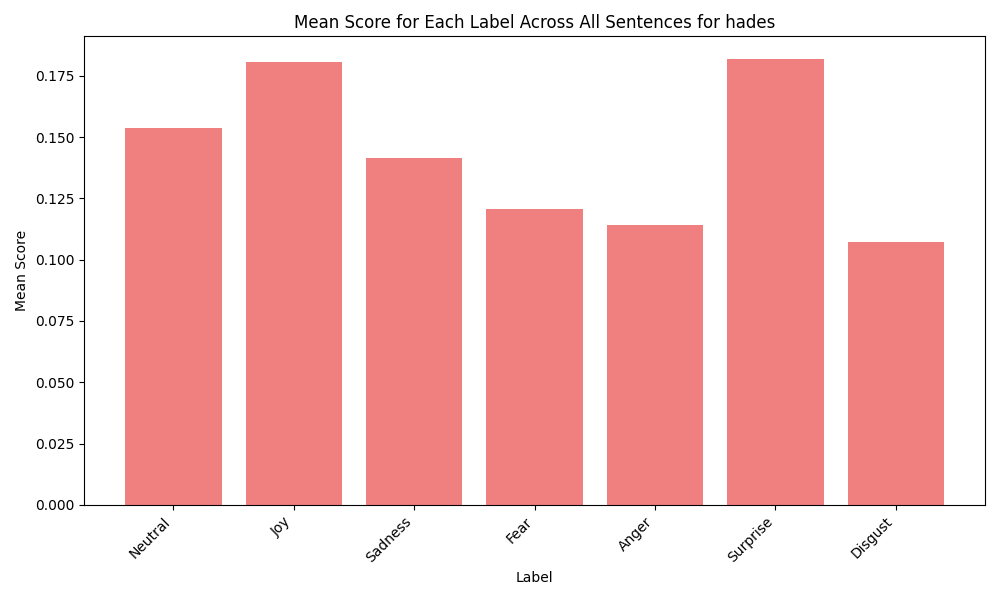 Mean Score for Each Label Across All Sentences for hades
0.175
0.150
0.125
0.100
0.075
0.050
0.025
0.000
Mean Score
Neutral
Joy
Sadness
Fear
Anger
Surprise
Disgust
Label